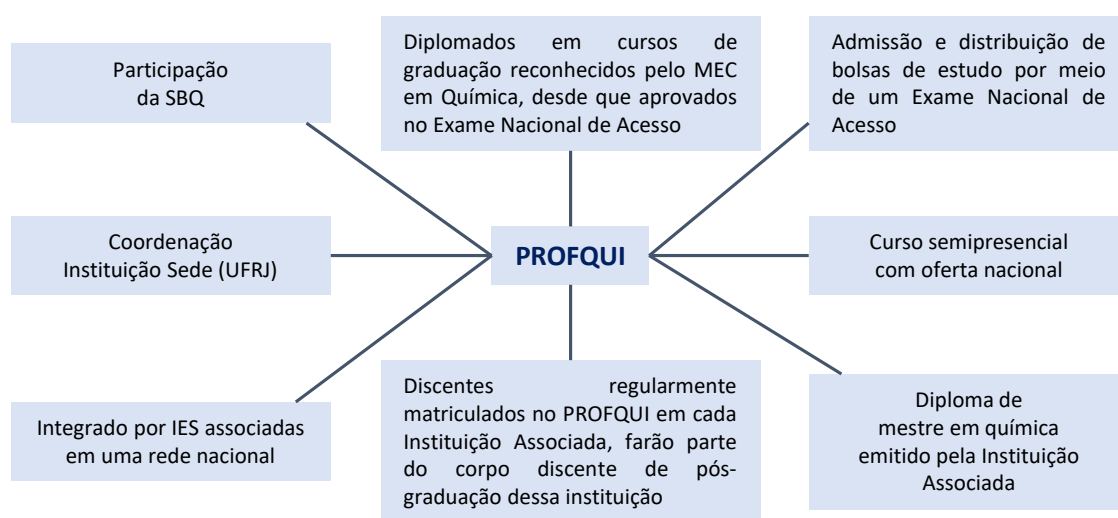 Participação
da SBQ
Diplomados em cursos de
graduação reconhecidos pelo MEC
em Química, desde que aprovados
no Exame Nacional de Acesso
Admissão e distribuição de
bolsas de estudo por meio
de um Exame Nacional de
Acesso
Coordenação
Instituição Sede (UFRJ)
PROFQUI
Curso semipresencial
com oferta nacional
Integrado por IES associadas
em uma rede nacional
Discentes regularmente
matriculados no PROFQUI em cada
Instituição Associada, farão parte
do corpo discente de pós-
graduação dessa instituição
Diploma de
mestre em química
emitido pela Instituição
Associada